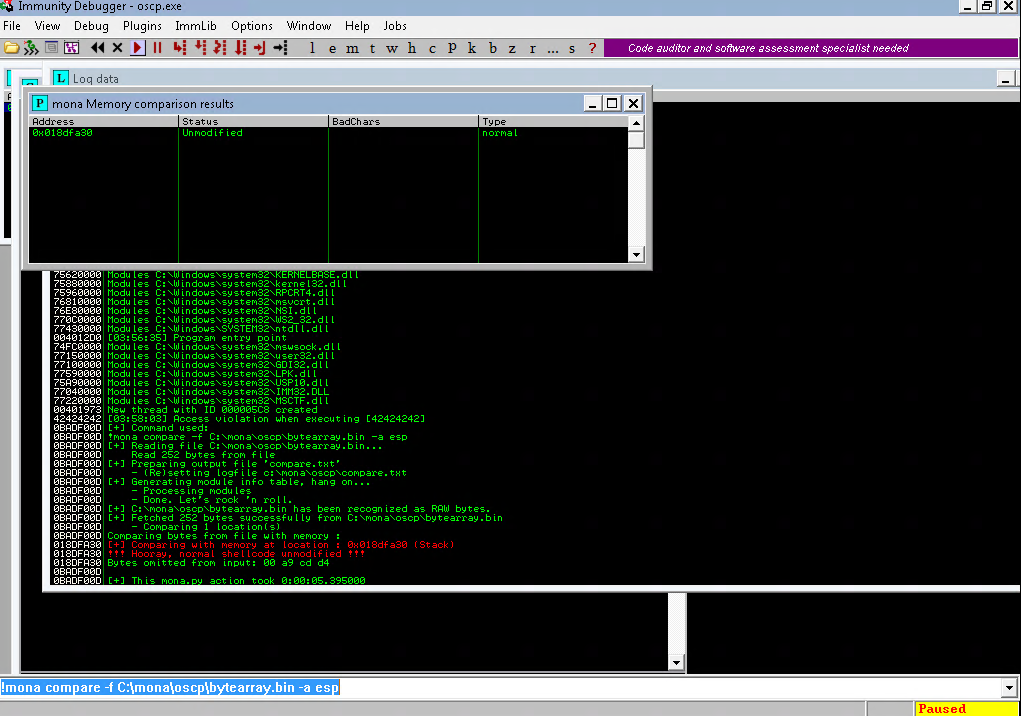 Immunity Debugger - oscp.exe
File View Debug Plugins ImmLib Options Window Help Jobs
l e m t w h c P k b z r ... s ? Code auditor and software assessment specialist needed
L Log data
P mona Memory comparison results
Address Status BadChars Type
0x018dfa30 Unmodified normal
75620000 Modules C:\Windows\system32\KERNELBASE.dll
75880000 Modules C:\Windows\system32\kernel32.dll
75960000 Modules C:\Windows\system32\RPCRT4.dll
76810000 Modules C:\Windows\system32\msvcrt.dll
76E80000 Modules C:\Windows\system32\NSI.dll
770C0000 Modules C:\Windows\system32\WS2_32.dll
77430000 Modules C:\Windows\SYSTEM32\ntdll.dll
004012D0 [03:56:35] Program entry point
74FC0000 Modules C:\Windows\system32\mswsock.dll
77150000 Modules C:\Windows\system32\user32.dll
77100000 Modules C:\Windows\system32\GDI32.dll
77590000 Modules C:\Windows\system32\LPK.dll
75A90000 Modules C:\Windows\system32\USP10.dll
77040000 Modules C:\Windows\system32\IMM32.DLL
77220000 Modules C:\Windows\system32\MSCTF.dll
00401973 New thread with ID 000005C8 created
42424242 [03:58:03] Access violation when executing [42424242]
0BADF00D [+] Command used:
0BADF00D !mona compare -f C:\mona\oscp\bytearray.bin -a esp
0BADF00D [+] Reading file C:\mona\oscp\bytearray.bin...
0BADF00D Read 252 bytes from file
0BADF00D [+] Preparing output file 'compare.txt'
0BADF00D - (Re)setting logfile c:\mona\oscp\compare.txt
0BADF00D [+] Generating module info table, hang on...
0BADF00D - Processing modules
0BADF00D - Done. Let's rock 'n roll.
0BADF00D [+] C:\mona\oscp\bytearray.bin has been recognized as RAW bytes.
0BADF00D [+] Fetched 252 bytes successfully from C:\mona\oscp\bytearray.bin
0BADF00D - Comparing 1 location(s)
0BADF00D Comparing bytes from file with memory :
018DFA30 [+] Comparing with memory at location : 0x018dfa30 (Stack)
018DFA30 !!! Hooray, normal shellcode unmodified !!!
018DFA30 Bytes omitted from input: 00 a9 cd d4
0BADF00D
0BADF00D [+] This mona.py action took 0:00:05.395000
!mona compare -f C:\mona\oscp\bytearray.bin -a esp
Paused